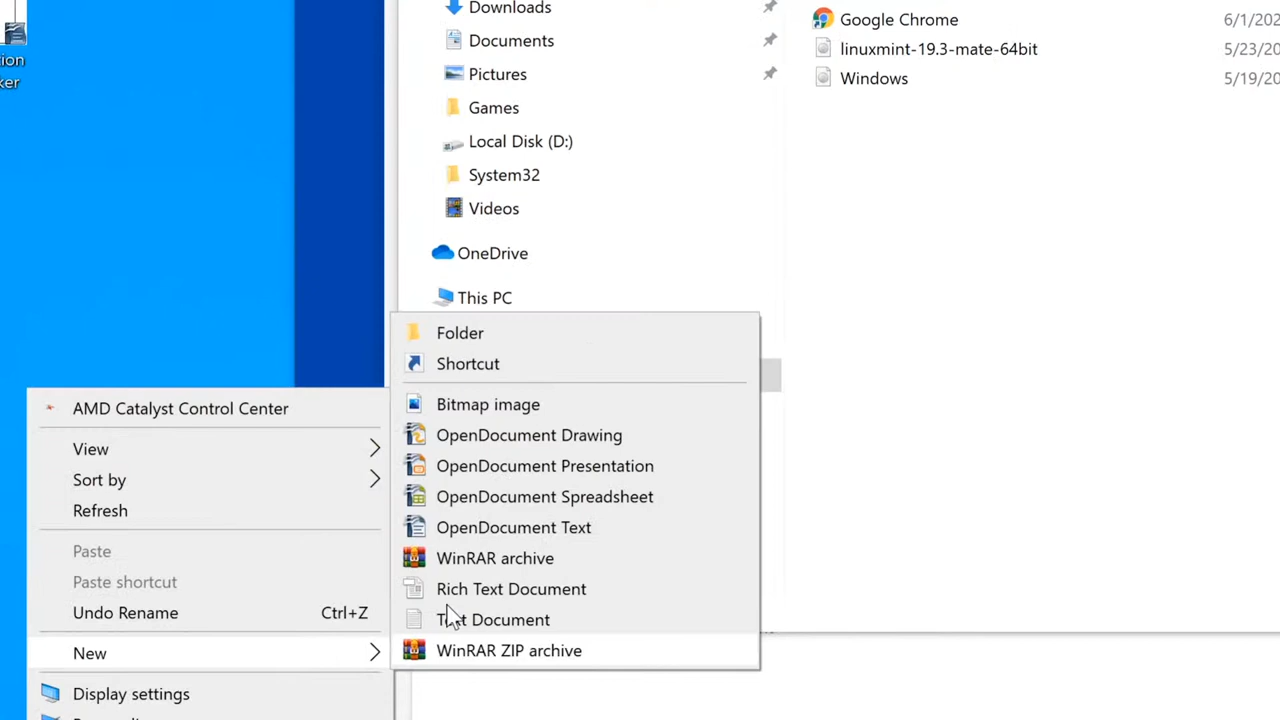 tion
ker
Downloads
Documents
Pictures
Games
Local Disk (D:)
System32
Videos
OneDrive
This PC
Google Chrome 6/1/202
linuxmint-19.3-mate-64bit 5/23/20
Windows 5/19/20
AMD Catalyst Control Center
View
Sort by
Refresh
Paste
Paste shortcut
Undo Rename Ctrl+Z
New
Display settings
Folder
Shortcut
Bitmap image
OpenDocument Drawing
OpenDocument Presentation
OpenDocument Spreadsheet
OpenDocument Text
WinRAR archive
Rich Text Document
Text Document
WinRAR ZIP archive